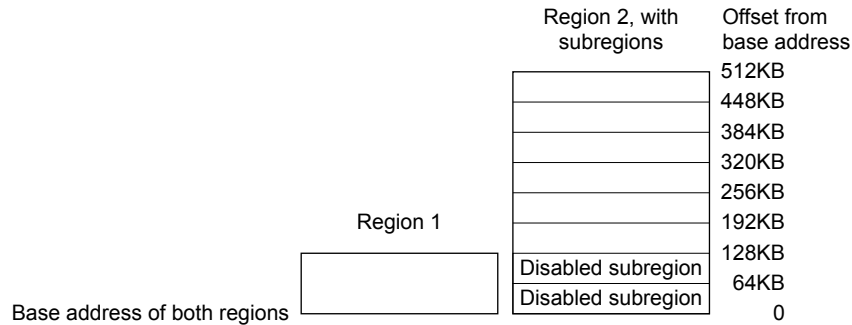 Region 2, with
subregions
Offset from
base address
512KB
448KB
384KB
320KB
256KB
192KB
Region 1
128KB
Disabled subregion
64KB
Disabled subregion
Base address of both regions
0